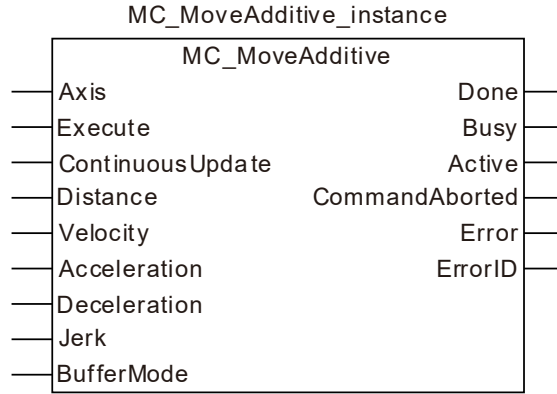 MC_MoveAdditive_instance
MC_MoveAdditive
Axis Done
Execute Busy
ContinuousUpdate Active
Distance CommandAborted
Velocity Error
Acceleration ErrorID
Deceleration
Jerk
BufferMode